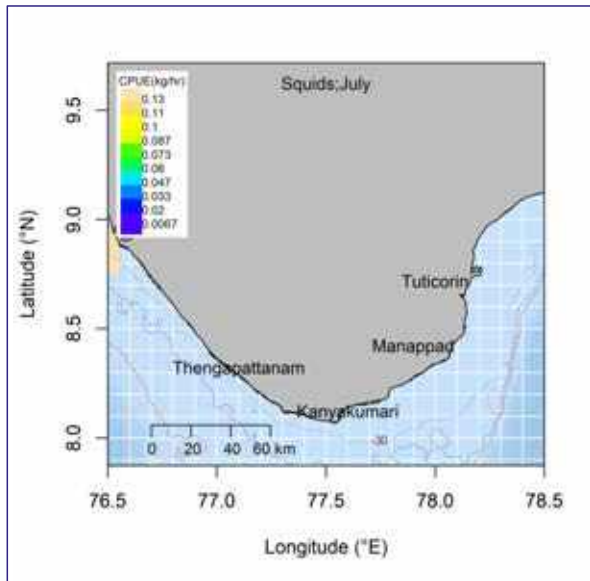 Squids;July
CPUE(kg/hr)
0.13
0.11
0.1
0.087
0.073
0.06
0.047
0.033
0.02
0.0067
9.5
9.0
8.5
8.0
Latitude (°N)
Tuticorin
Manappad
Thengapattanam
Kanyakumari
-30
0 20 40 60 km
76.5 77.0 77.5 78.0 78.5
Longitude (°E)